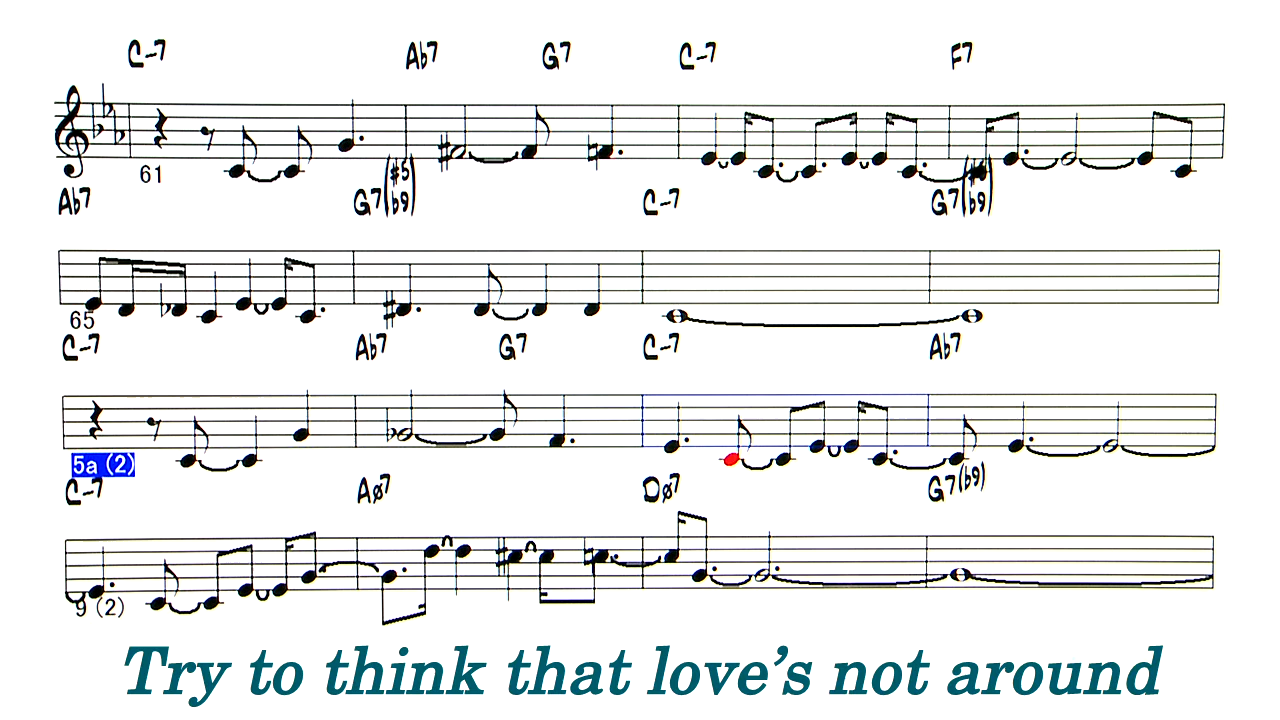 C-7 Ab7 G7 C-7 F7
61
Ab7 G7(#5 b9) C-7 G7(#5 b9)
65
C-7 Ab7 G7 C-7 Ab7
5a (2)
C-7 Aø7 Dø7 G7(b9)
9 (2)
Try to think that love’s not around